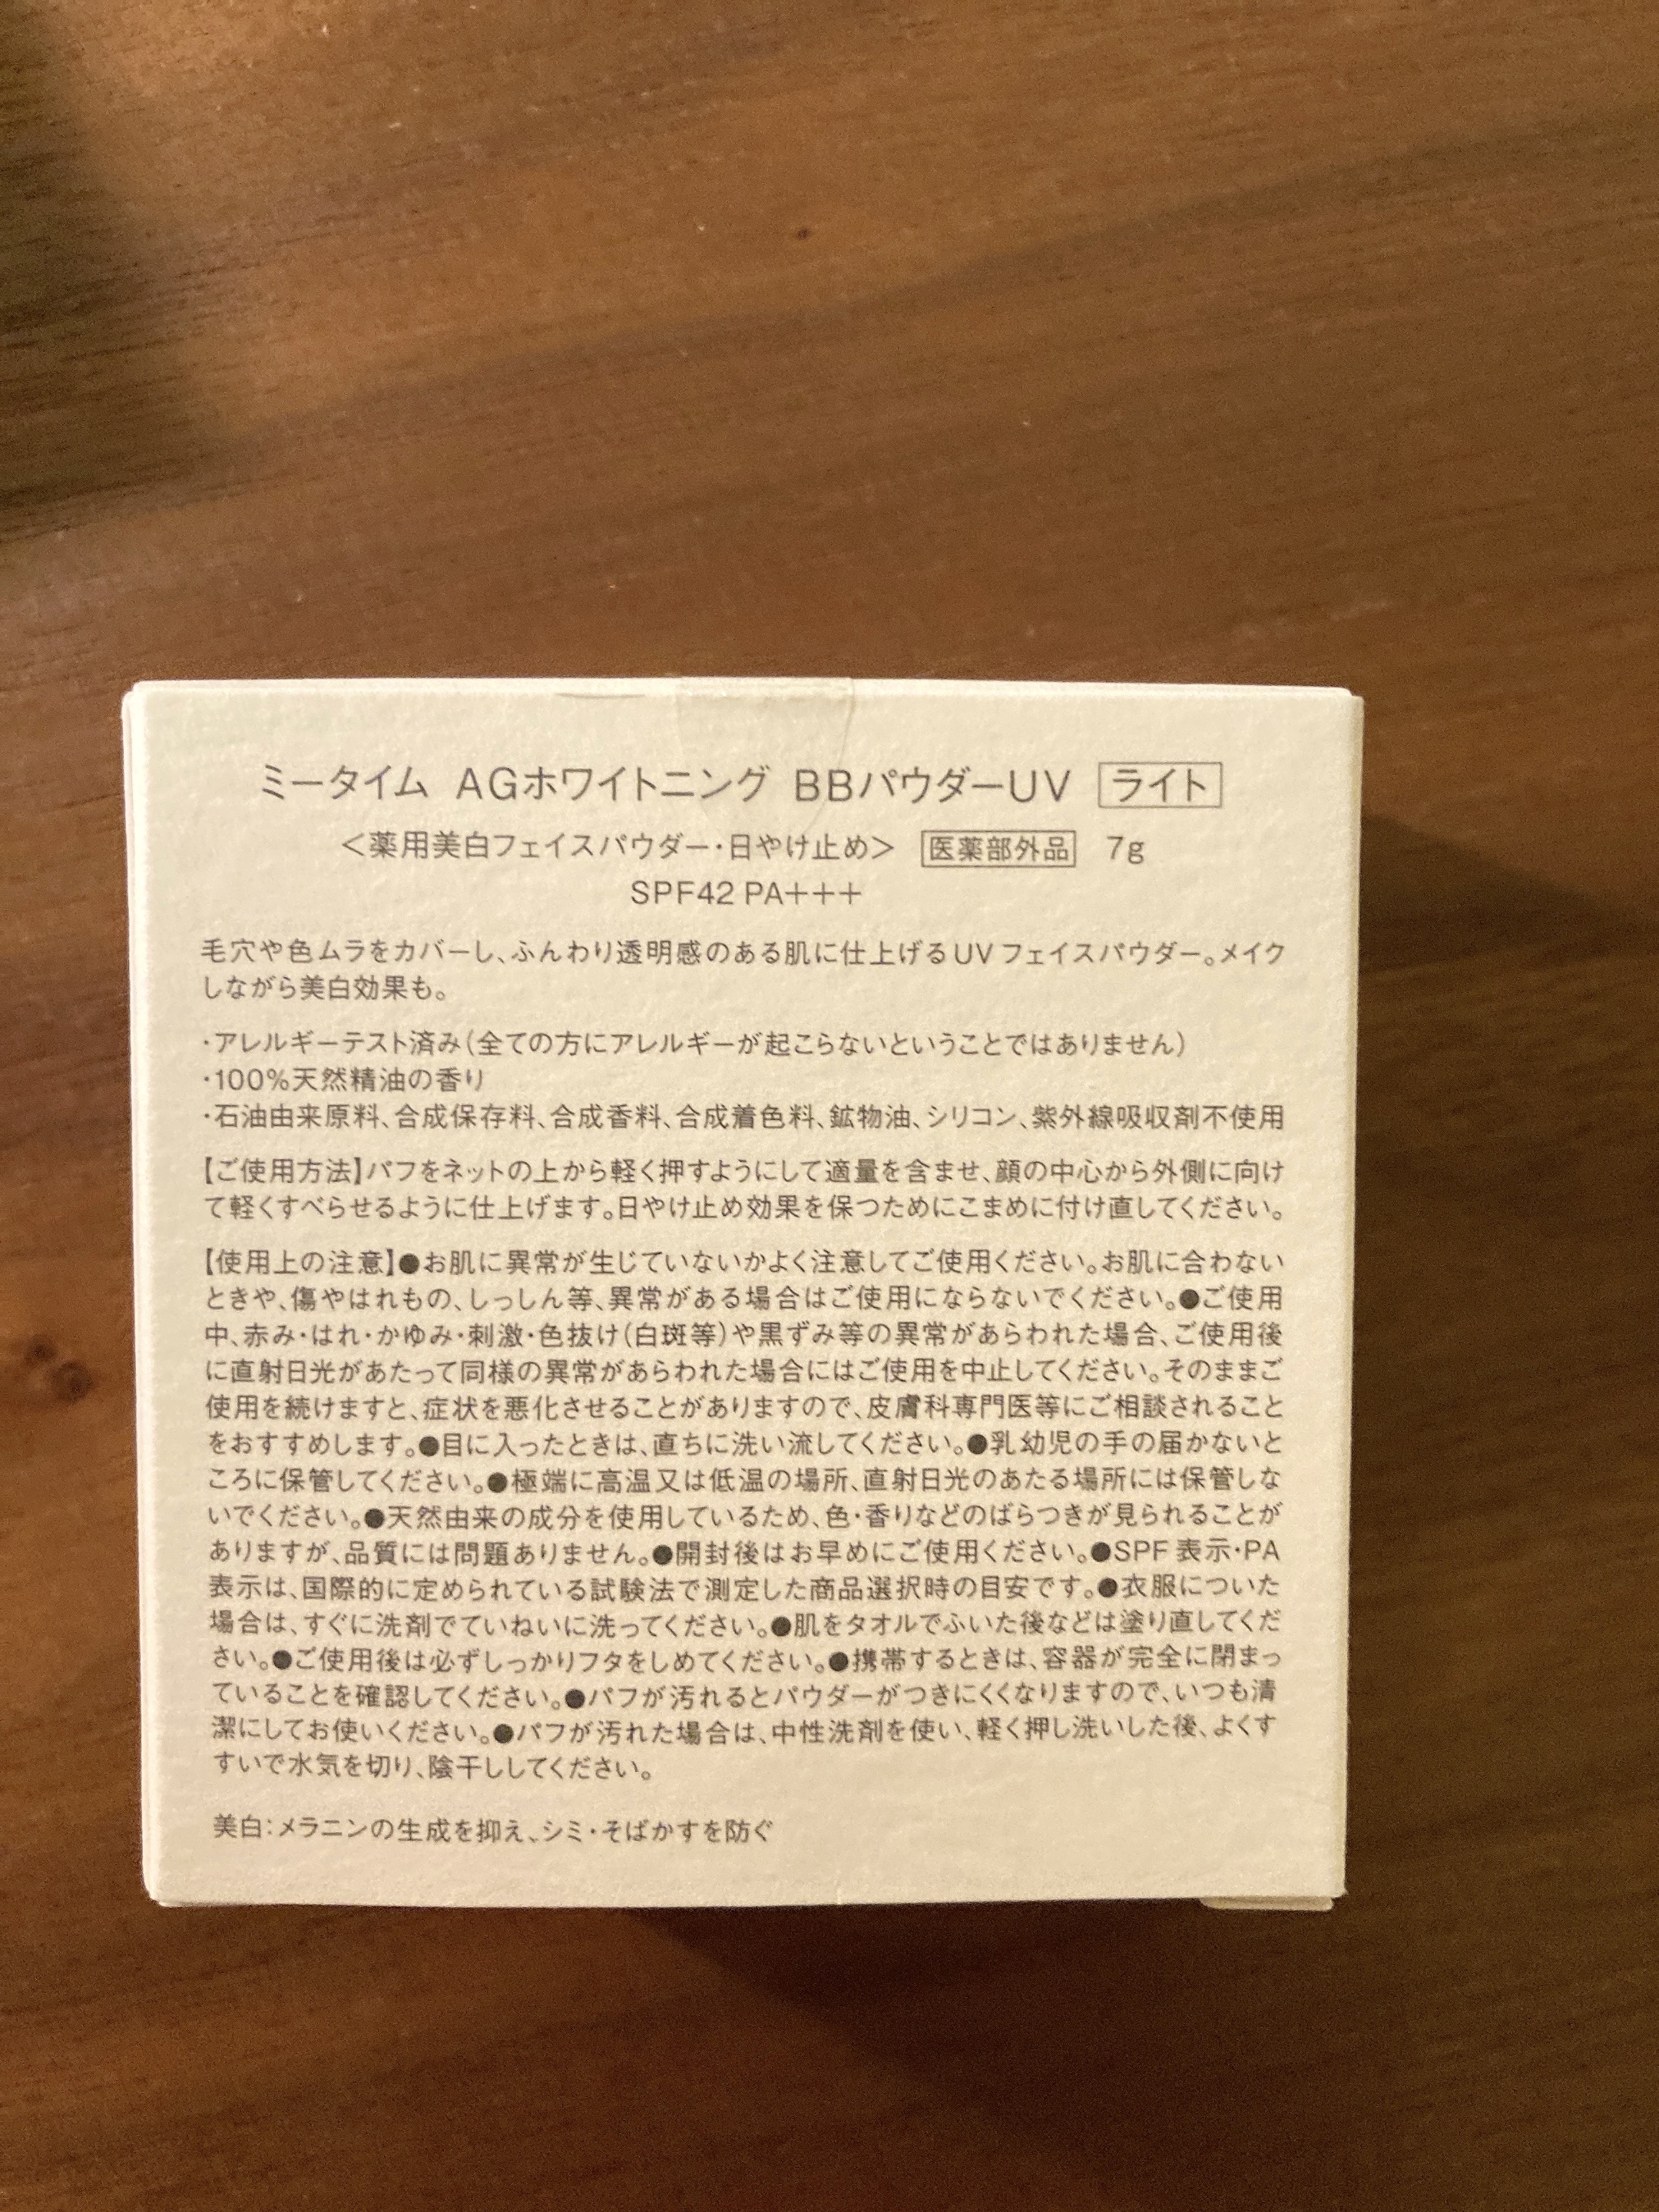 ミータイム AGホワイトニング BBパウダーUV ライト
＜薬用美白フェイスパウダー・日やけ止め＞ 医薬部外品 7g
SPF42 PA+++
毛穴や色ムラをカバーし、ふんわり透明感のある肌に仕上げるUVフェイスパウダー。メイク
しながら美白効果も。
・アレルギーテスト済み（全ての方にアレルギーが起こらないということではありません）
・100％天然精油の香り
・石油由来原料、合成保存料、合成香料、合成着色料、鉱物油、シリコン、紫外線吸収剤不使用
【ご使用方法】パフをネットの上から軽く押すようにして適量を含ませ、顔の中心から外側に向け
て軽くすべらせるように仕上げます。日やけ止め効果を保つためにこまめに付け直してください。
【使用上の注意】●お肌に異常が生じていないかよく注意してご使用ください。お肌に合わない
ときや、傷やはれもの、しっしん等、異常がある場合はご使用にならないでください。●ご使用
中、赤み・はれ・かゆみ・刺激・色抜け（白斑等）や黒ずみ等の異常があらわれた場合、ご使用後
に直射日光があたって同様の異常があらわれた場合にはご使用を中止してください。そのままご
使用を続けますと、症状を悪化させることがありますので、皮膚科専門医等にご相談されること
をおすすめします。●目に入ったときは、直ちに洗い流してください。●乳幼児の手の届かないと
ころに保管してください。●極端に高温又は低温の場所、直射日光のあたる場所には保管しな
いでください。●天然由来の成分を使用しているため、色・香りなどのばらつきが見られることが
ありますが、品質には問題ありません。●開封後はお早めにご使用ください。●SPF表示・PA
表示は、国際的に定められている試験法で測定した商品選択時の目安です。●衣服についた
場合は、すぐに洗剤でていねいに洗ってください。●肌をタオルでふいた後などは塗り直してくだ
さい。●ご使用後は必ずしっかりフタをしめてください。●携帯するときは、容器が完全に閉まっ
ていることを確認してください。●パフが汚れるとパウダーがつきにくくなりますので、いつも清
潔にしてお使いください。●パフが汚れた場合は、中性洗剤を使い、軽く押し洗いした後、よくす
すいで水気を切り、陰干ししてください。
美白：メラニンの生成を抑え、シミ・そばかすを防ぐ